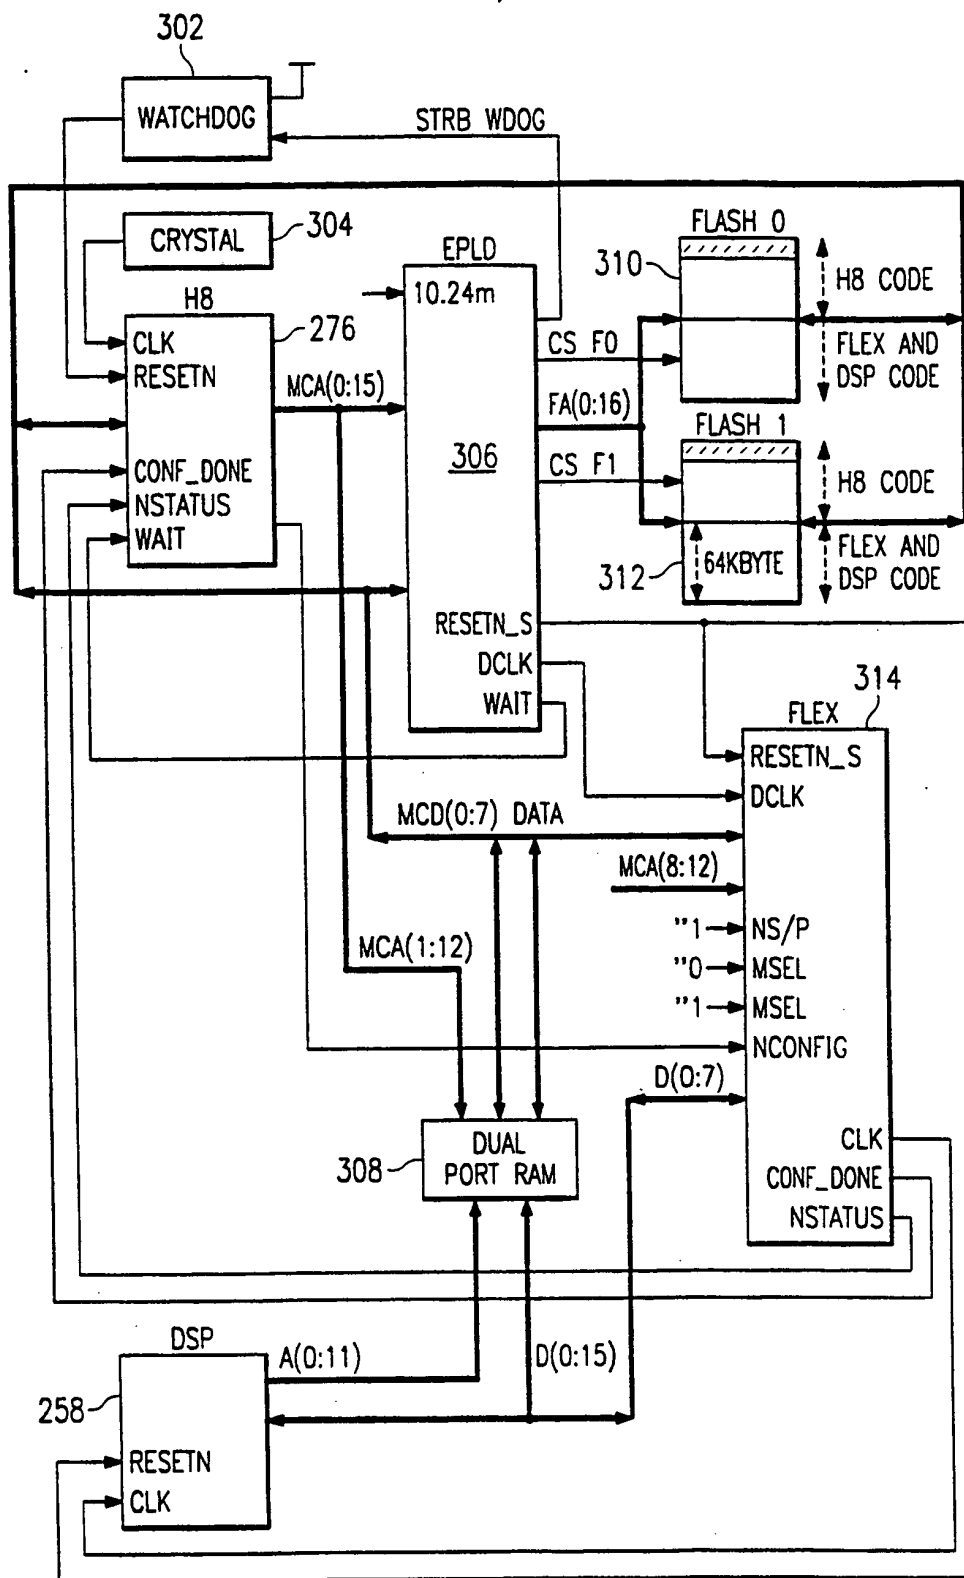 302
WATCHDOG
STRB WDOG
CRYSTAL
304
FLASH 0
310
H8 CODE
FLEX AND
DSP CODE
EPLD
10.24m
H8
276
CLK
RESETN
MCA(0:15)
CS F0
FA(0:16)
306
CS F1
FLASH 1
H8 CODE
CONF_DONE
NSTATUS
WAIT
312
64KBYTE
FLEX AND
DSP CODE
RESETN_S
DCLK
WAIT
314
FLEX
RESETN_S
DCLK
MCD(0:7) DATA
MCA(8:12)
"1
NS/P
MCA(1:12)
"0
MSEL
"1
MSEL
NCONFIG
D(0:7)
308
DUAL
PORT RAM
CLK
CONF_DONE
NSTATUS
DSP
A(0:11)
D(0:15)
258
RESETN
CLK